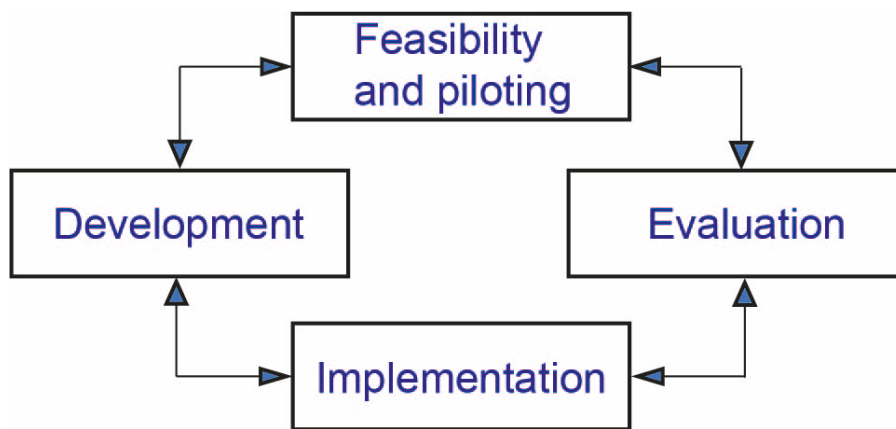 Feasibility
and piloting
Development
Evaluation
Implementation